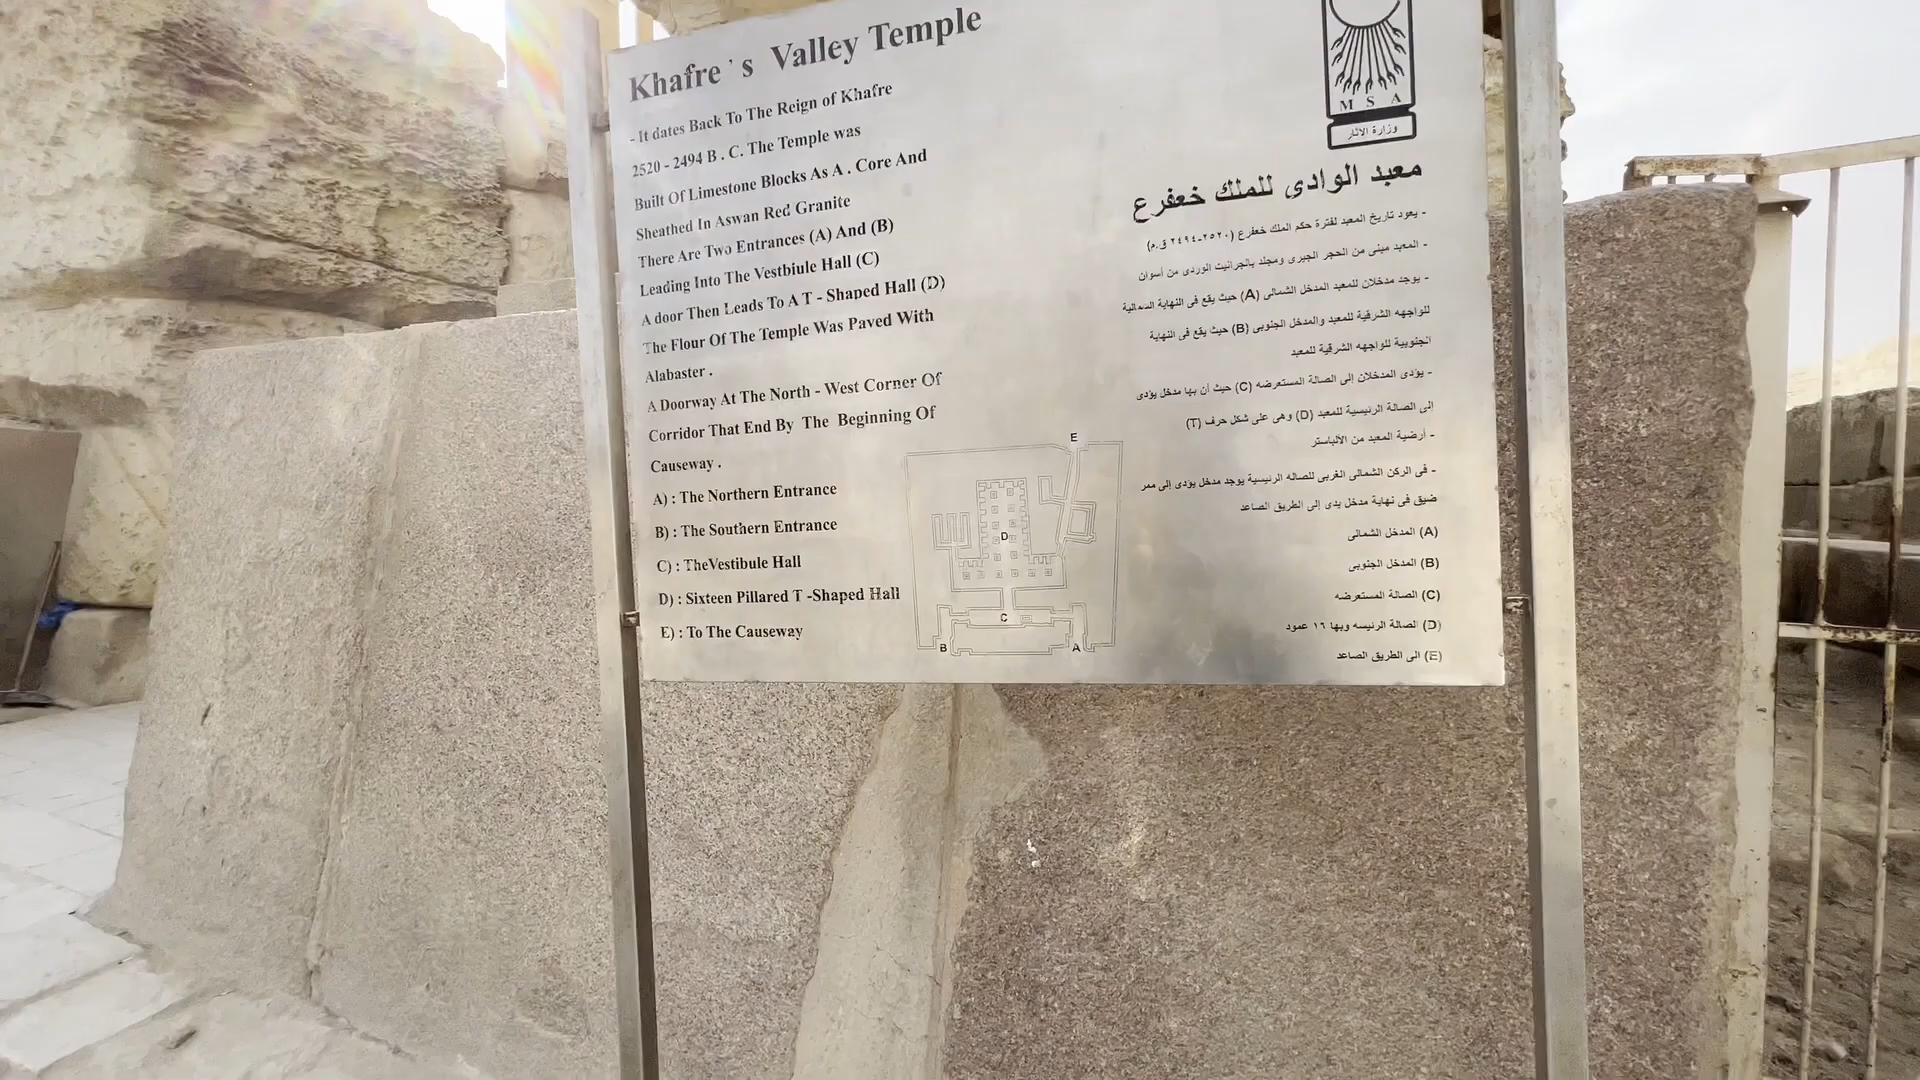 Khafre ' s Valley Temple
- It dates Back To The Reign of Khafre
2520 - 2494 B . C. The Temple was
Built Of Limestone Blocks As A . Core And
Sheathed In Aswan Red Granite
There Are Two Entrances (A) And (B)
Leading Into The Vestbiule Hall (C)
A door Then Leads To A T - Shaped Hall (D)
The Flour Of The Temple Was Paved With
Alabaster .
A Doorway At The North - West Corner Of
Corridor That End By The Beginning Of
Causeway .
A) : The Northern Entrance
B) : The Southern Entrance
C) : TheVestibule Hall
D) : Sixteen Pillared T -Shaped Hall
E) : To The Causeway
E
D
C
B
A
M S A
وزارة الاثار
معبد الوادى للملك خعفرع
- يعود تاريخ المعبد لفترة حكم الملك خعفرع (٢٥٢٠-٢٤٩٤ ق.م)
- المعبد مبنى من الحجر الجيرى ومجلد بالجرانيت الوردى من أسوان
- يوجد مدخلان للمعبد المدخل الشمالى (A) حيث يقع فى النهاية الشمالية
للواجهه الشرقية للمعبد والمدخل الجنوبى (B) حيث يقع فى النهاية
الجنوبية للواجهه الشرقية للمعبد
- يؤدى المدخلان إلى الصالة المستعرضه (C) حيث أن بها مدخل يؤدى
إلى الصالة الرئيسية للمعبد (D) وهى على شكل حرف (T)
- أرضية المعبد من الالباستر
- فى الركن الشمالى الغربى للصاله الرئيسية يوجد مدخل يؤدى إلى ممر
ضيق فى نهاية مدخل يدى إلى الطريق الصاعد
(A) المدخل الشمالى
(B) المدخل الجنوبى
(C) الصالة المستعرضه
(D) الصالة الرئيسه وبها ١٦ عمود
(E) الى الطريق الصاعد